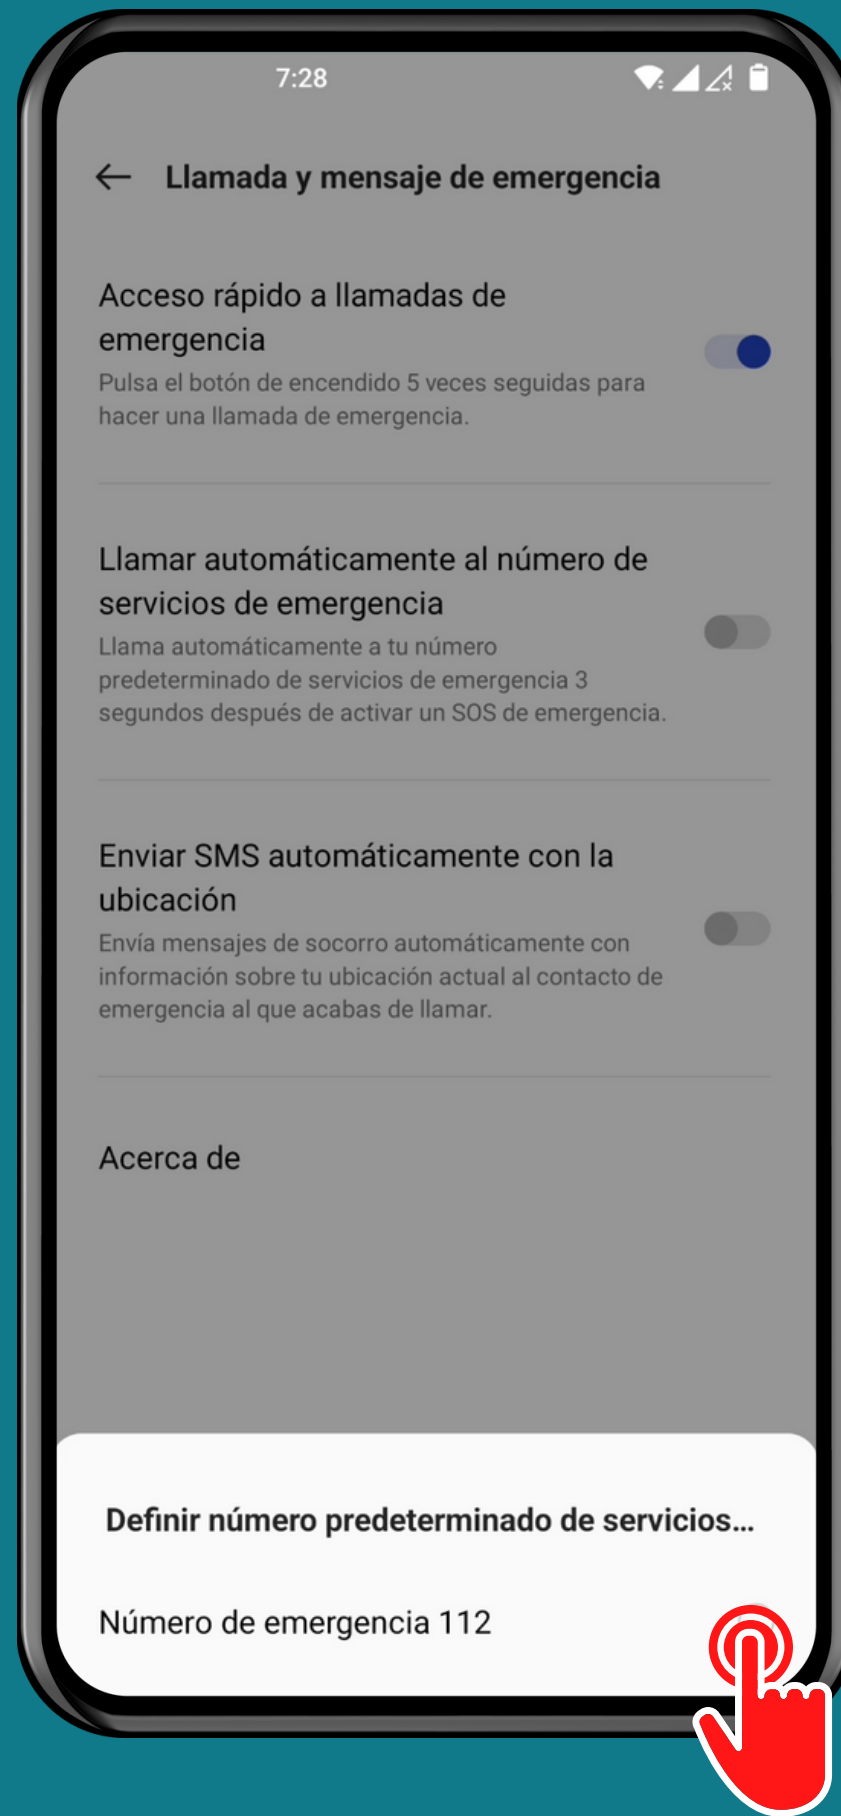 7:28
Llamada y mensaje de emergencia
Acceso rápido a llamadas de
emergencia
Pulsa el botón de encendido 5 veces seguidas para
hacer una llamada de emergencia.
Llamar automáticamente al número de
servicios de emergencia
Llama automáticamente a tu número
predeterminado de servicios de emergencia 3
segundos después de activar un SOS de emergencia.
Enviar SMS automáticamente con la
ubicación
Envía mensajes de socorro automáticamente con
información sobre tu ubicación actual al contacto de
emergencia al que acabas de llamar.
Acerca de
Definir número predeterminado de servicios...
Número de emergencia 112